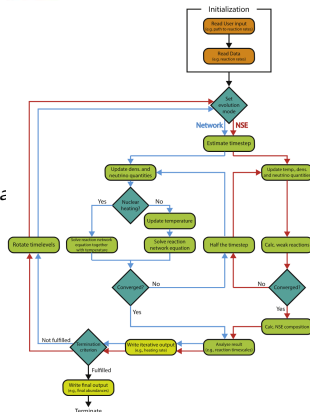 Initialization
Read User Input
(e.g. path to reaction rates)
Read Data
(e.g. reaction rates)
Set
evolution
mode
Network
NSE
Estimate timestep
Update dens. and
neutrino quantities
Update temp., dens.
and neutrino quantities
Nuclear
heating?
Yes
No
Update temperature
Rotate timelevels
Solve reaction network
equation together
with temperature
Solve reaction
network equation
Half the timestep
Calc. weak reactions
Converged?
No
No
Converged?
Yes
Yes
Calc. NSE composition
Not fulfilled
Termination
criterion
Write iterative output
(e.g., heating rate)
Analyze result
(e.g., reaction timescales)
Fulfilled
Write final output
(e.g., final abundances)
Terminate